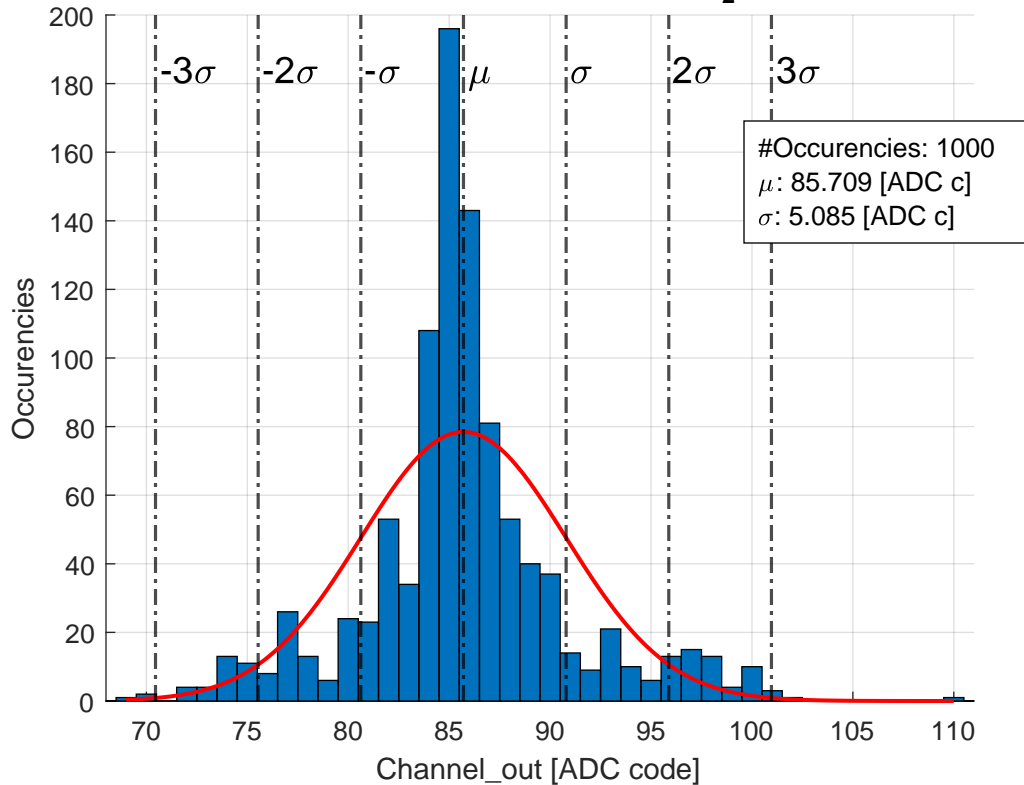 2
200
180
160
140
120
100
80
60
40
20
0
-3σ -2σ -σ μ σ 2σ 3σ
#Occurencies: 1000
μ: 85.709 [ADC c]
σ: 5.085 [ADC c]
Occurencies
70 75 80 85 90 95 100 105 110
Channel_out [ADC code]